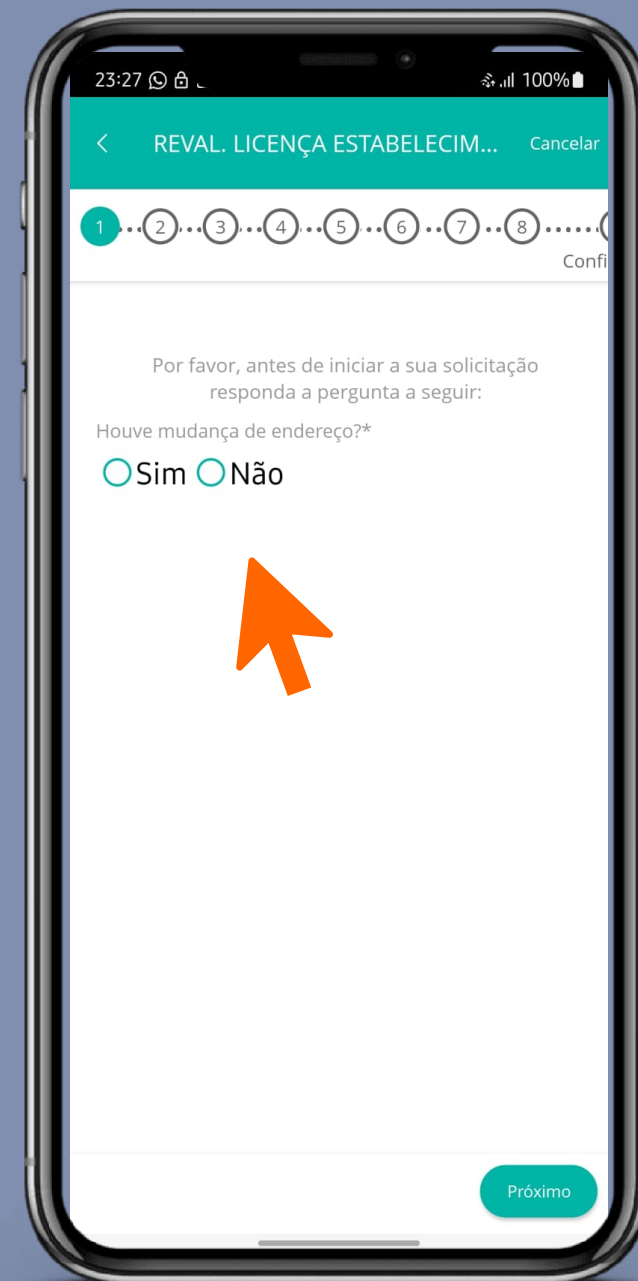 23:27 100%
REVAL. LICENÇA ESTABELECIM... Cancelar
1 2 3 4 5 6 7 8
Confi
Por favor, antes de iniciar a sua solicitação
responda a pergunta a seguir:
Houve mudança de endereço?*
Sim Não
Próximo